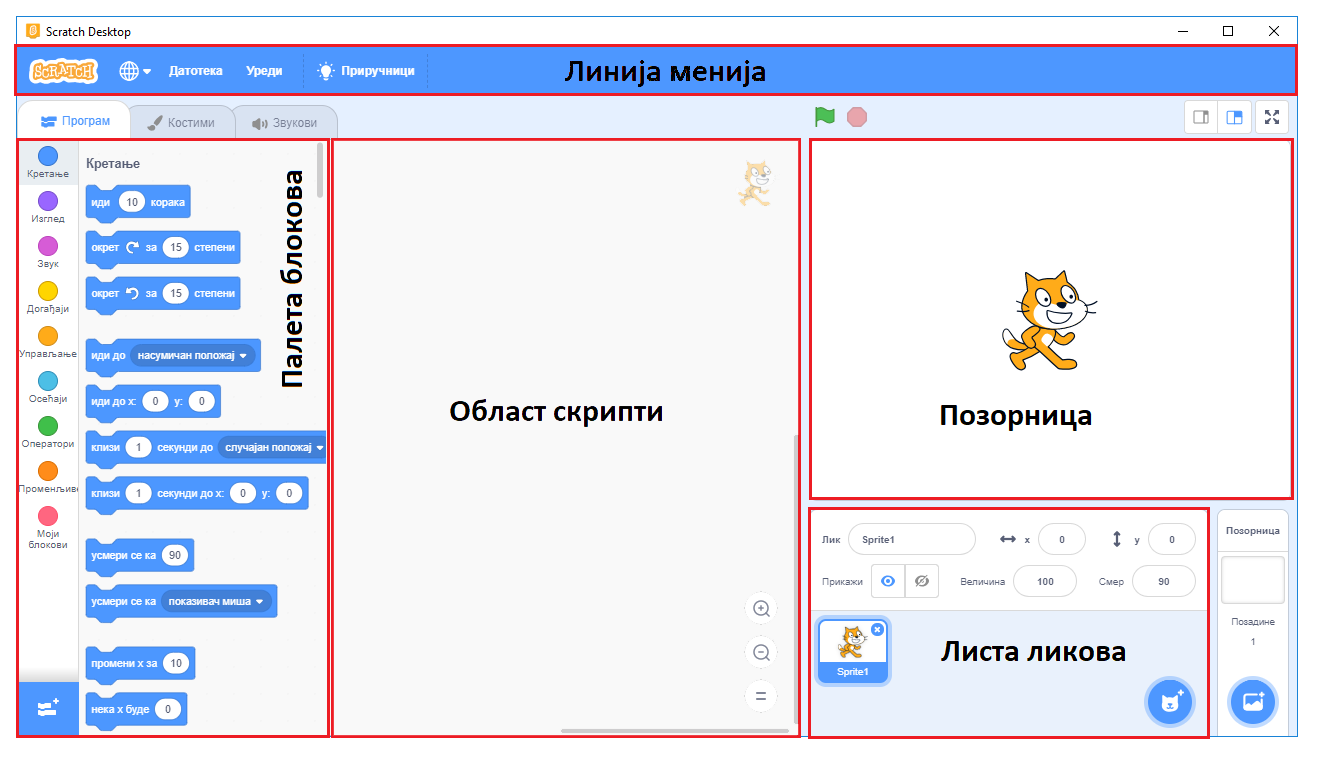 Scratch Desktop
SCRATCH Датотека Уреди Приручници Линија менија
Програм Костими Звукови
Кретање
Изглед
Звук
Догађаји
Управљање
Осећаји
Оператори
Променљиве
Моји
блокови
Кретање
иди 10 корака
окрет за 15 степени
окрет за 15 степени
иди до насумичан положај
иди до x: 0 y: 0
клизи 1 секунди до случајан положај
клизи 1 секунди до x: 0 y: 0
усмери се ка 90
усмери се ка показивач миша
промени x за 10
нека x буде 0
Палета блокова
Област скрипти
Позорница
Лик Sprite1 x 0 y 0
Прикажи Величина 100 Смер 90
Sprite1
Листа ликова
Позорница
Позадине
1